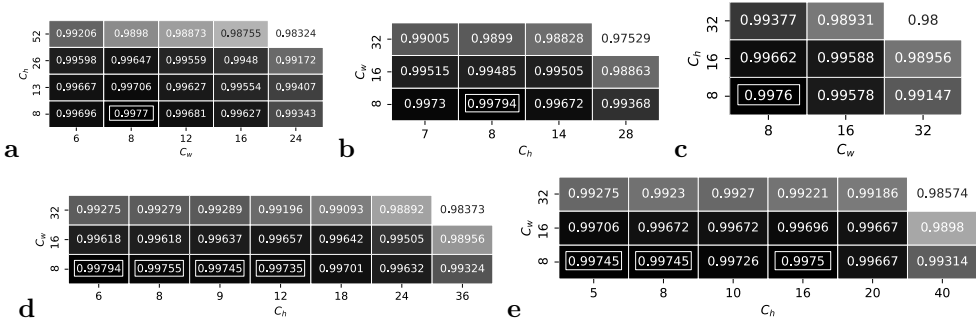 52 0.99206 0.9898 0.98873 0.98755 0.98324
26 0.99598 0.99647 0.99559 0.9948 0.99172
13 0.99667 0.99706 0.99627 0.99554 0.99407
8 0.99696 0.9977 0.99681 0.99627 0.99343
6 8 12 16 24
C_h
C_w
a
32 0.99005 0.9899 0.98828 0.97529
16 0.99515 0.99485 0.99505 0.98863
8 0.9973 0.99794 0.99672 0.99368
7 8 14 28
C_w
C_h
b
32 0.99377 0.98931 0.98
16 0.99662 0.99588 0.98956
8 0.9976 0.99578 0.99147
8 16 32
C_h
C_w
c
32 0.99275 0.99279 0.99289 0.99196 0.99093 0.98892 0.98373
16 0.99618 0.99618 0.99637 0.99657 0.99642 0.99505 0.98956
8 0.99794 0.99755 0.99745 0.99735 0.99701 0.99632 0.99324
6 8 9 12 18 24 36
C_w
C_h
d
32 0.99275 0.9923 0.9927 0.99221 0.99186 0.98574
16 0.99706 0.99672 0.99672 0.99696 0.99667 0.9898
8 0.99745 0.99745 0.99726 0.9975 0.99667 0.99314
5 8 10 16 20 40
C_w
C_h
e